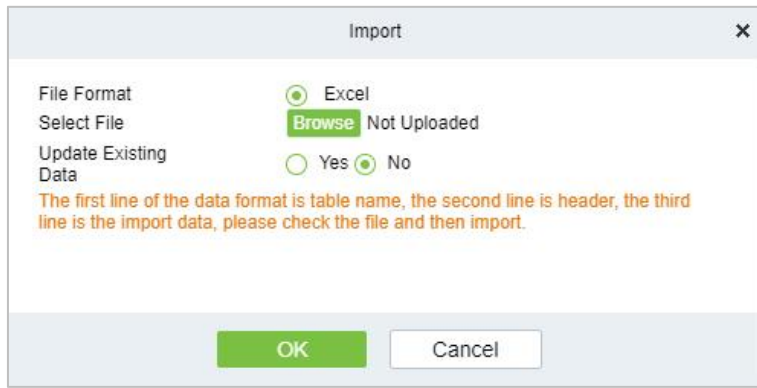 Import
File Format Excel
Select File Browse Not Uploaded
Update Existing
Data Yes No
The first line of the data format is table name, the second line is header, the third
line is the import data, please check the file and then import.
OK Cancel